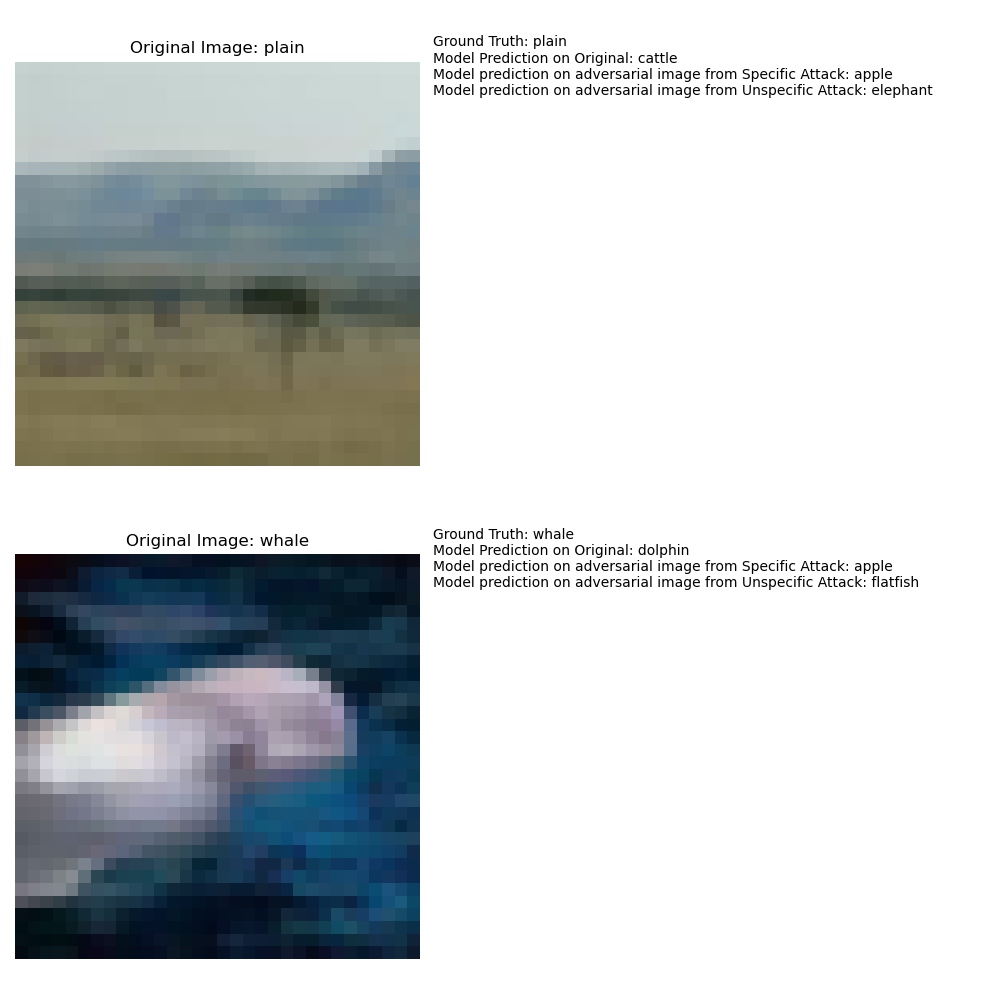 Original Image: plain
Ground Truth: plain
Model Prediction on Original: cattle
Model prediction on adversarial image from Specific Attack: apple
Model prediction on adversarial image from Unspecific Attack: elephant
Original Image: whale
Ground Truth: whale
Model Prediction on Original: dolphin
Model prediction on adversarial image from Specific Attack: apple
Model prediction on adversarial image from Unspecific Attack: flatfish